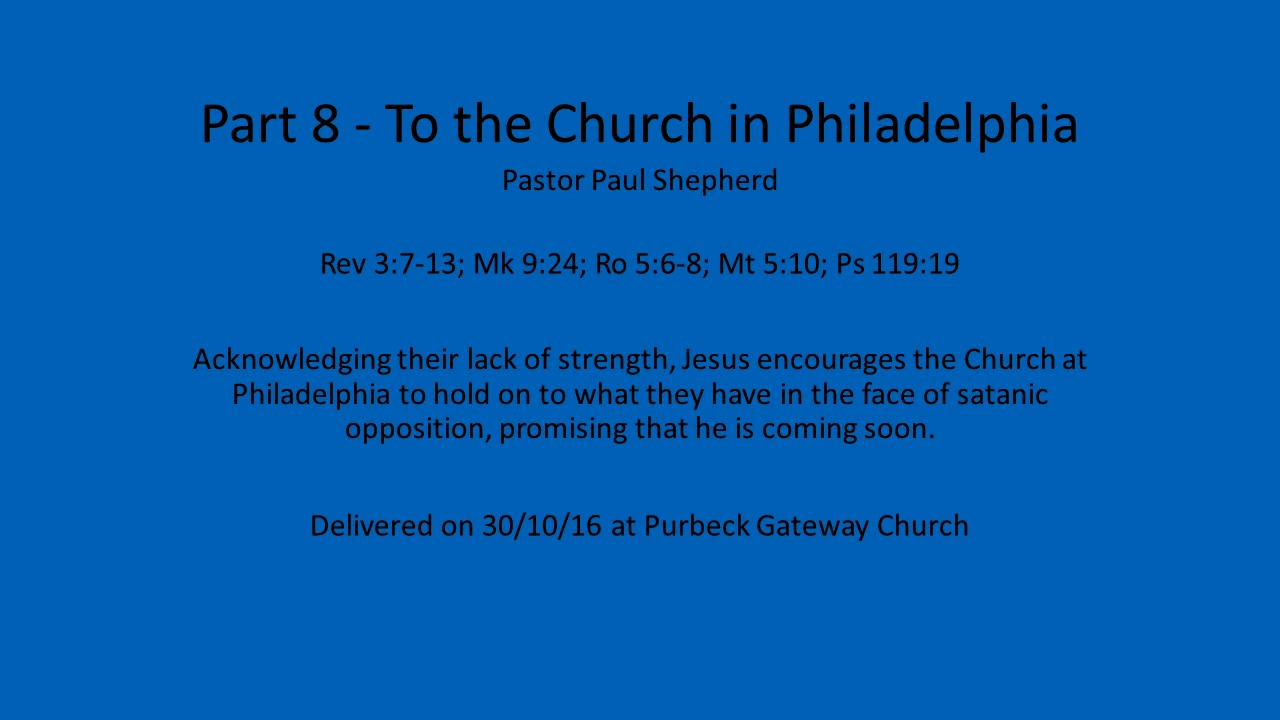 Part 8 - To the Church in Philadelphia
Pastor Paul Shepherd
Rev 3:7-13; Mk 9:24; Ro 5:6-8; Mt 5:10; Ps 119:19
Acknowledging their lack of strength, Jesus encourages the Church at
Philadelphia to hold on to what they have in the face of satanic
opposition, promising that he is coming soon.
Delivered on 30/10/16 at Purbeck Gateway Church